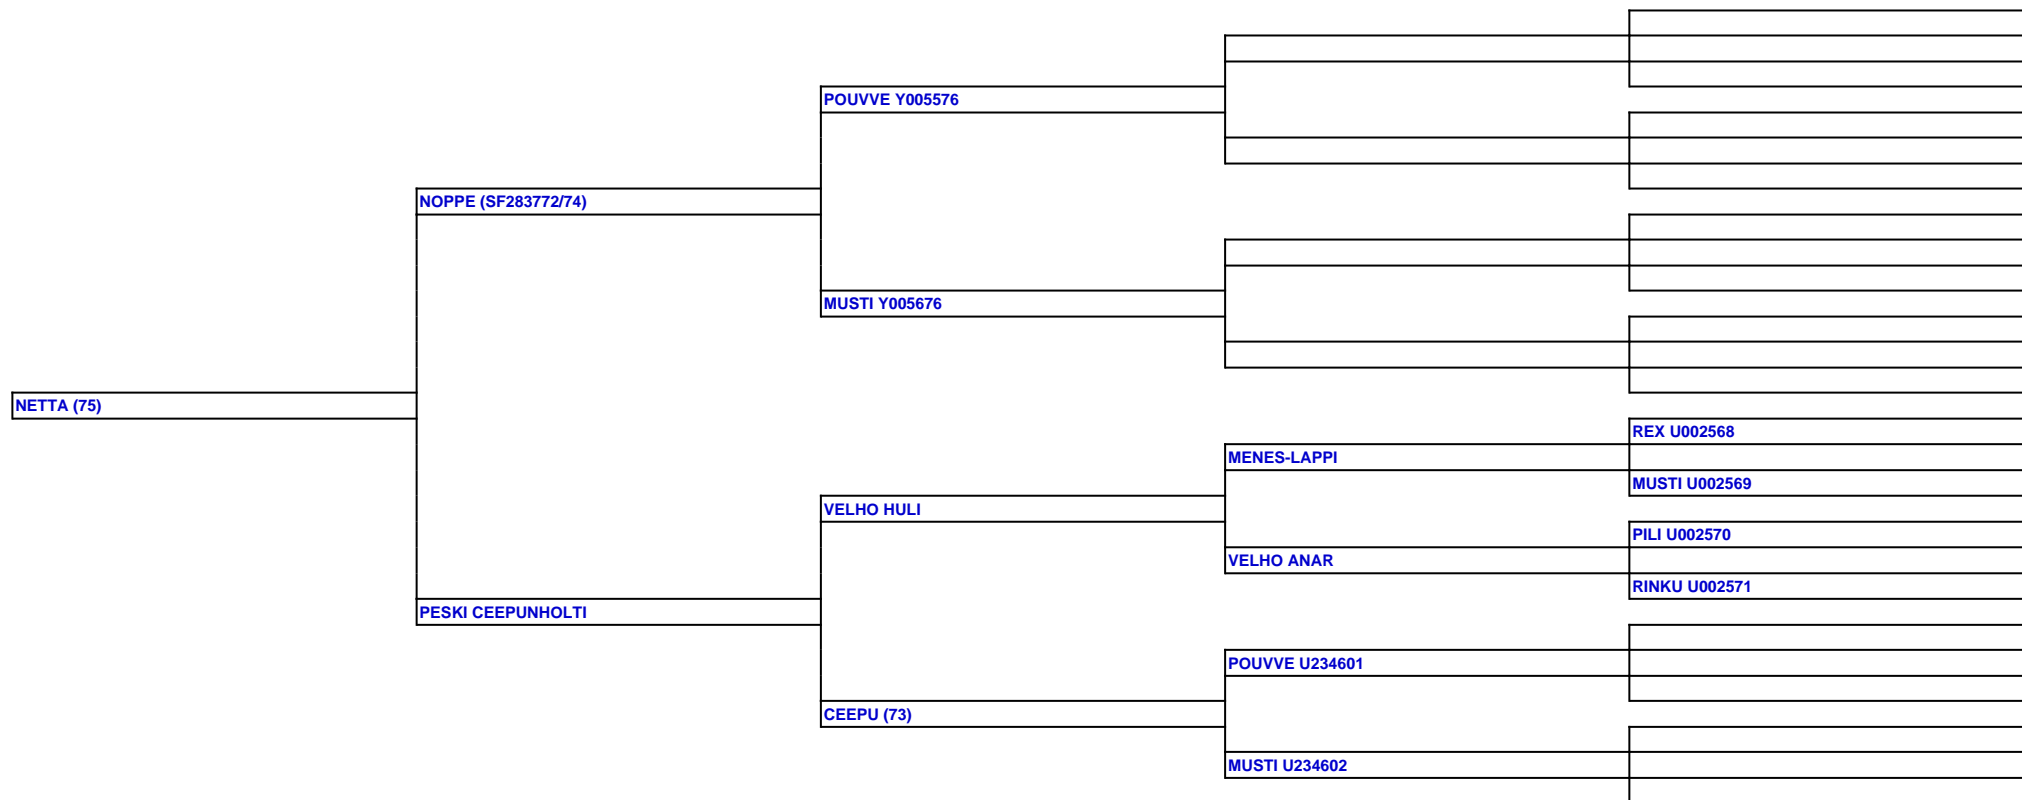 POUVVE Y005576
NOPPE (SF283772/74)
MUSTI Y005676
NETTA (75)
REX U002568
MENES-LAPPI
MUSTI U002569
VELHO HULI
PILI U002570
VELHO ANAR
RINKU U002571
PESKI CEEPUNHOLTI
POUVVE U234601
CEEPU (73)
MUSTI U234602